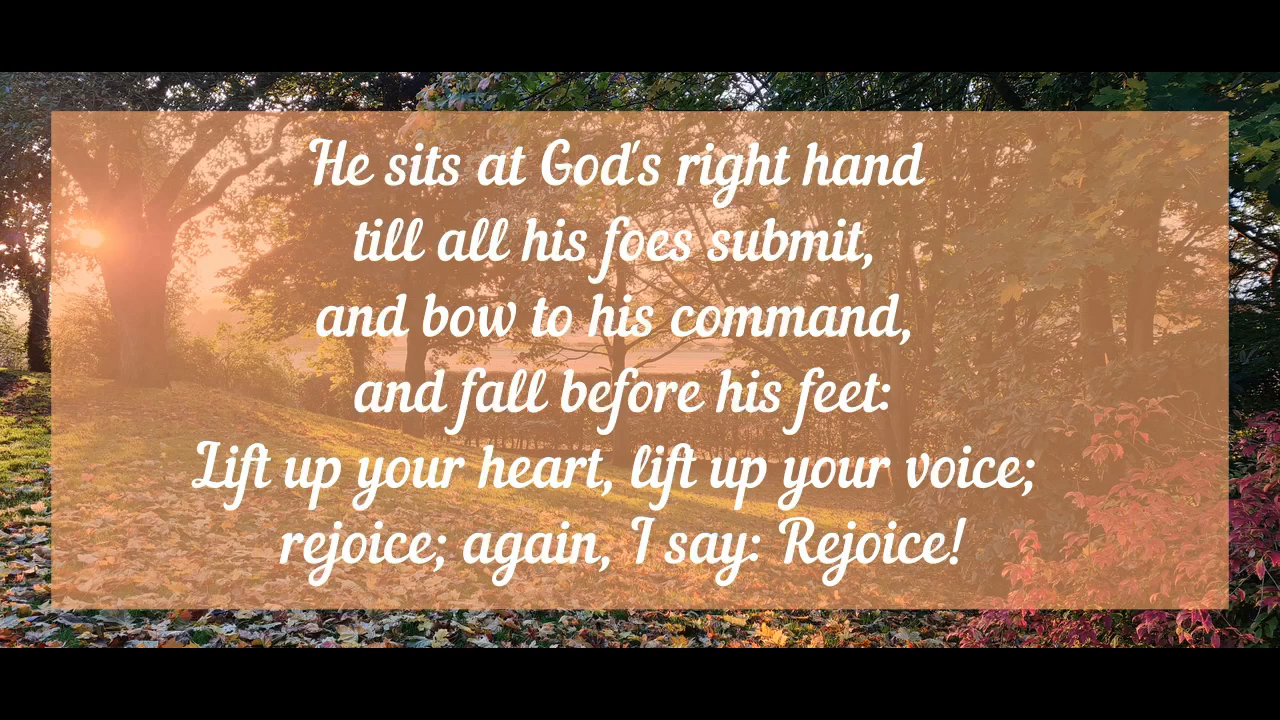 He sits at God's right hand
till all his foes submit,
and bow to his command,
and fall before his feet:
Lift up your heart, lift up your voice;
rejoice; again, I say: Rejoice!